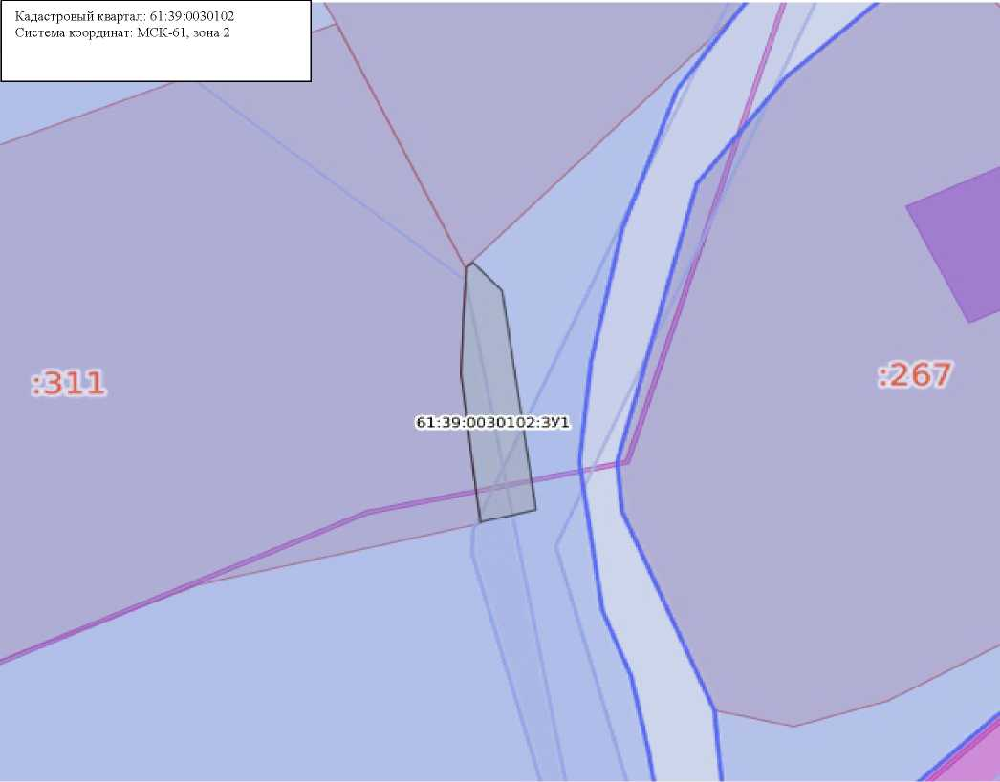 Кадастровый квартал: 61:39:0030102
Система координат: МСК-61, зона 2
:311
:267
61:39:0030102:ЗУ1